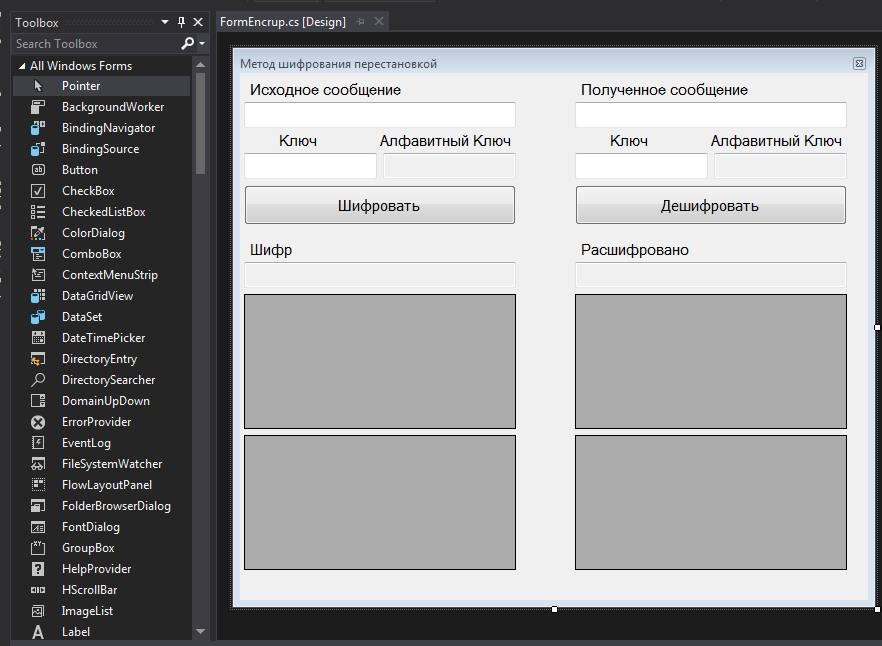 Toolbox
Search Toolbox
All Windows Forms
Pointer
BackgroundWorker
BindingNavigator
BindingSource
Button
CheckBox
CheckedListBox
ColorDialog
ComboBox
ContextMenuStrip
DataGridView
DataSet
DateTimePicker
DirectoryEntry
DirectorySearcher
DomainUpDown
ErrorProvider
EventLog
FileSystemWatcher
FlowLayoutPanel
FolderBrowserDialog
FontDialog
GroupBox
HelpProvider
HScrollBar
ImageList
Label
FormEncrup.cs [Design]
Метод шифрования перестановкой
Исходное сообщение
Ключ Алфавитный Ключ
Шифровать
Шифр
Полученное сообщение
Ключ Алфавитный Ключ
Дешифровать
Расшифровано